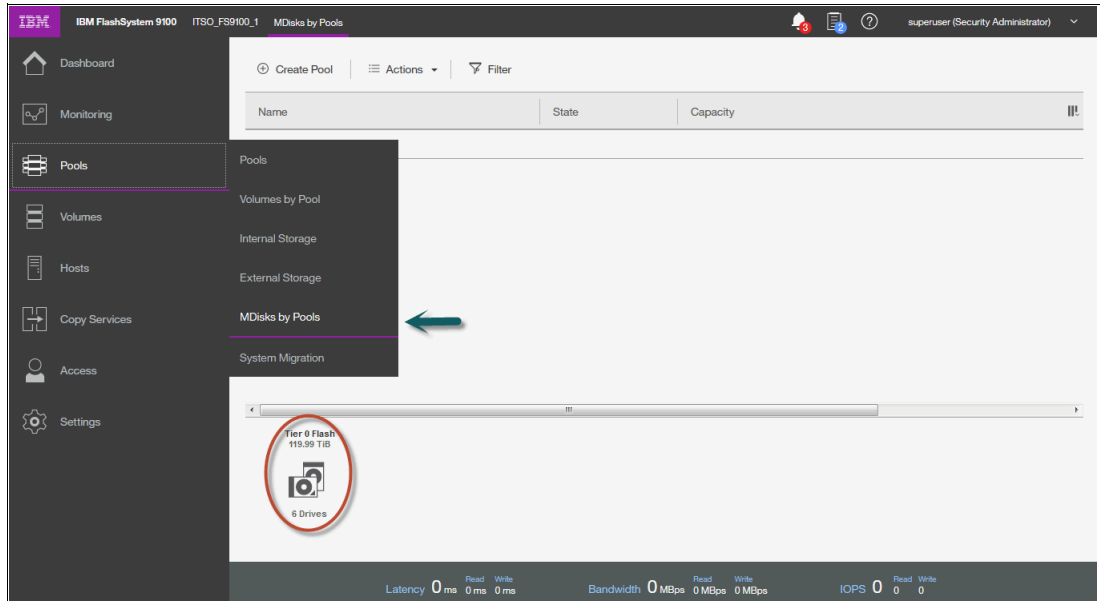 IBM IBM FlashSystem 9100 ITSO_FS9100_1 MDisks by Pools 3 2 ? superuser (Security Administrator)
Dashboard
Create Pool Actions Filter
Monitoring
Name State Capacity
Pools
Pools
Volumes by Pool
Volumes
Internal Storage
Hosts
External Storage
Copy Services
MDisks by Pools
System Migration
Access
Settings
Tier 0 Flash
119.99 TiB
6 Drives
Latency 0 ms Read 0 ms Write 0 ms Bandwidth 0 MBps Read 0 MBps Write 0 MBps IOPS 0 Read 0 Write 0